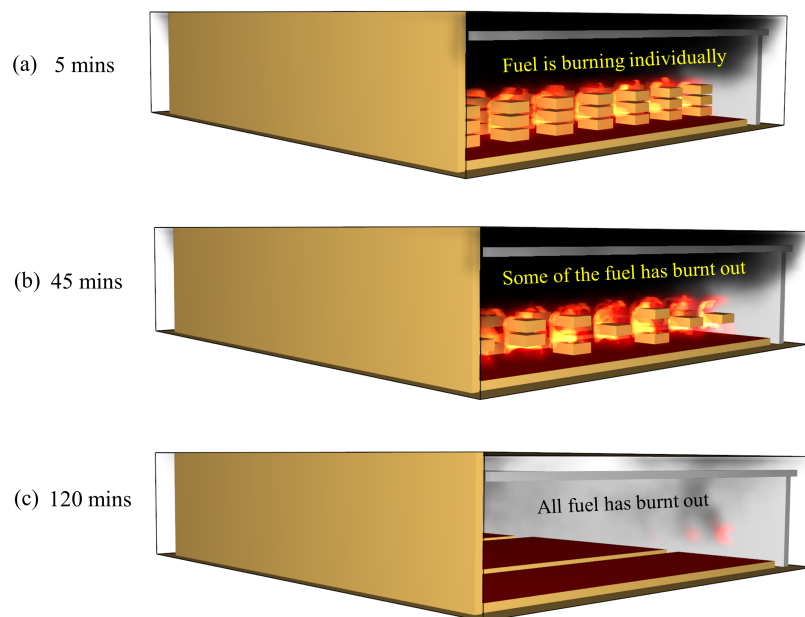 (a) 5 mins
Fuel is burning individually
(b) 45 mins
Some of the fuel has burnt out
(c) 120 mins
All fuel has burnt out